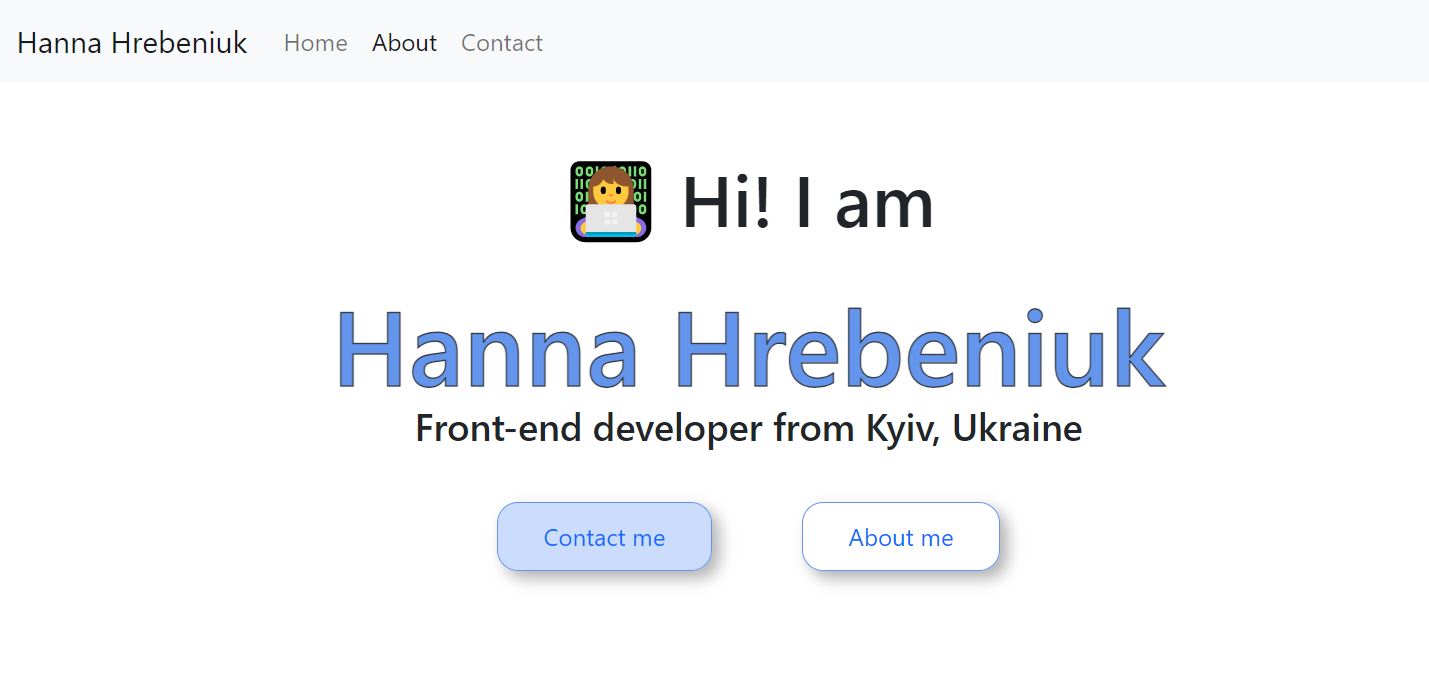 Hanna Hrebeniuk Home About Contact
Hi! I am
Hanna Hrebeniuk
Front-end developer from Kyiv, Ukraine
Contact me About me